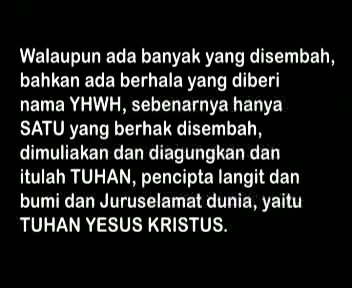 Walaupun ada banyak yang disembah,
bahkan ada berhala yang diberi
nama YHWH, sebenarnya hanya
SATU yang berhak disembah,
dimuliakan dan diagungkan dan
itulah TUHAN, pencipta langit dan
bumi dan Juruselamat dunia, yaitu
TUHAN YESUS KRISTUS.